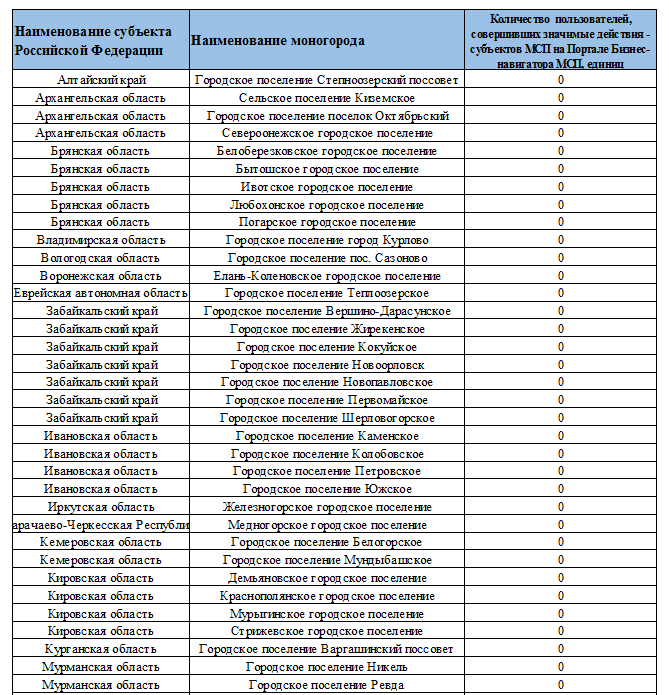 Наименование субъекта
Российской Федерации
Наименование моногорода
Количество пользователей,
совершивших значимые действия -
субъектов МСП на Портале Бизнес-
навигатора МСП, единиц
Алтайский край Городское поселение Степноозерский поссовет 0
Архангельская область Сельское поселение Киземское 0
Архангельская область Городское поселение поселок Октябрьский 0
Архангельская область Североонежское городское поселение 0
Брянская область Белоберезковское городское поселение 0
Брянская область Бытошское городское поселение 0
Брянская область Ивотское городское поселение 0
Брянская область Любохонское городское поселение 0
Брянская область Погарское городское поселение 0
Владимирская область Городское поселение город Курлово 0
Вологодская область Городское поселение пос. Сазоново 0
Воронежская область Елань-Коленовское городское поселение 0
Еврейская автономная область Городское поселение Теплоозерское 0
Забайкальский край Городское поселение Вершино-Дарасунское 0
Забайкальский край Городское поселение Жирекенское 0
Забайкальский край Городское поселение Кокуйское 0
Забайкальский край Городское поселение Новоорловск 0
Забайкальский край Городское поселение Новопавловское 0
Забайкальский край Городское поселение Первомайское 0
Забайкальский край Городское поселение Шерловогорское 0
Ивановская область Городское поселение Каменское 0
Ивановская область Городское поселение Колобовское 0
Ивановская область Городское поселение Петровское 0
Ивановская область Городское поселение Южское 0
Иркутская область Железногорское городское поселение 0
арачаево-Черкесская Республи Медногорское городское поселение 0
Кемеровская область Городское поселение Белогорское 0
Кемеровская область Городское поселение Мундыбашское 0
Кировская область Демьяновское городское поселение 0
Кировская область Краснополянское городское поселение 0
Кировская область Мурыгинское городское поселение 0
Кировская область Стрижевское городское поселение 0
Курганская область Городское поселение Варгашинский поссовет 0
Мурманская область Городское поселение Никель 0
Мурманская область Городское поселение Ревда 0